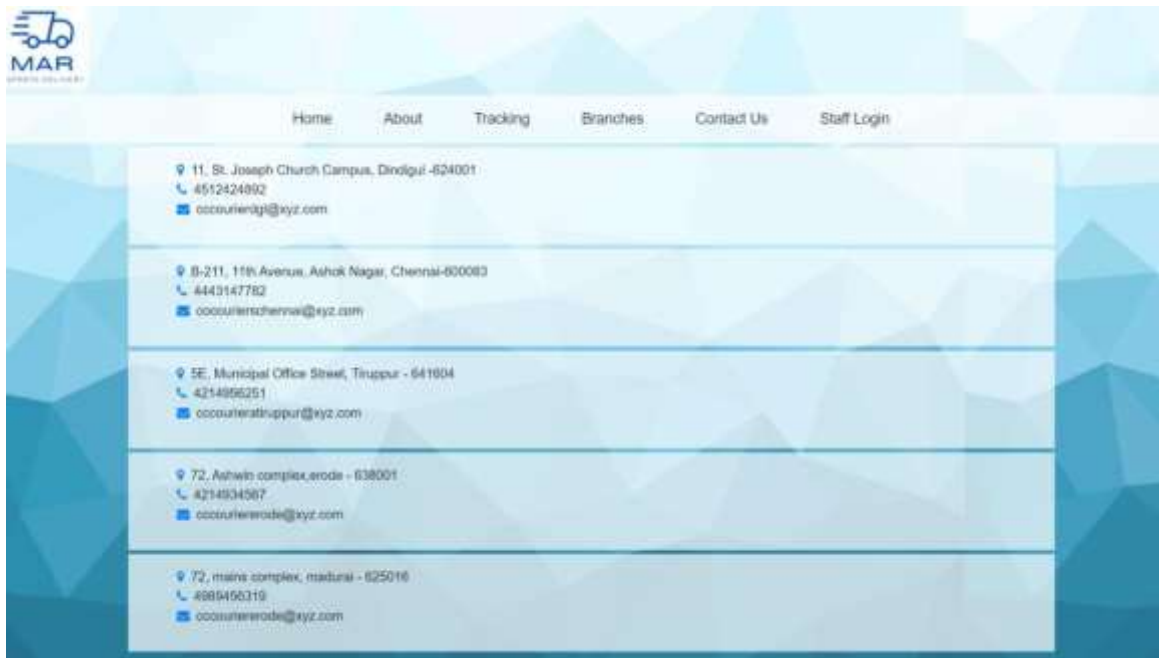 MAR
Home About Tracking Branches Contact Us Staff Login
11, St. Joseph Church Campus, Dindigul -624001
4512424892
cccourierdgl@xyz.com
B-211, 11th Avenue, Ashok Nagar, Chennai-600083
4443147782
cccourierschennai@xyz.com
5E, Municipal Office Street, Tiruppur - 641604
4214956251
cccourieratiruppur@xyz.com
72, Ashwin complex,erode - 638001
4214934567
cccouriererode@xyz.com
72, mains complex, madurai - 625016
4989456319
cccouriererode@xyz.com